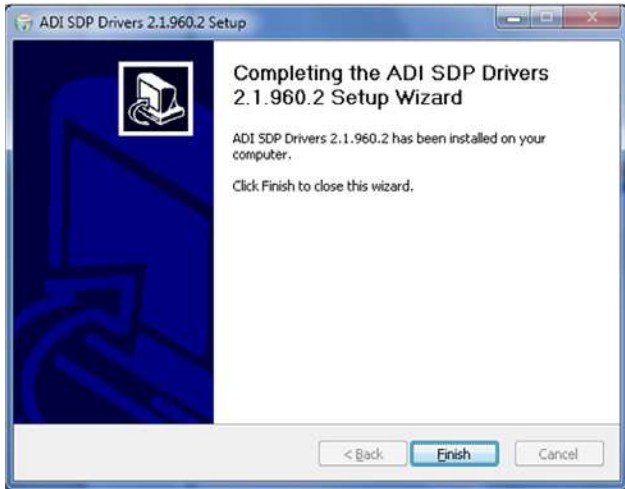 ADI SDP Drivers 2.1.960.2 Setup
Completing the ADI SDP Drivers
2.1.960.2 Setup Wizard
ADI SDP Drivers 2.1.960.2 has been installed on your
computer.
Click Finish to close this wizard.
< Back
Finish
Cancel